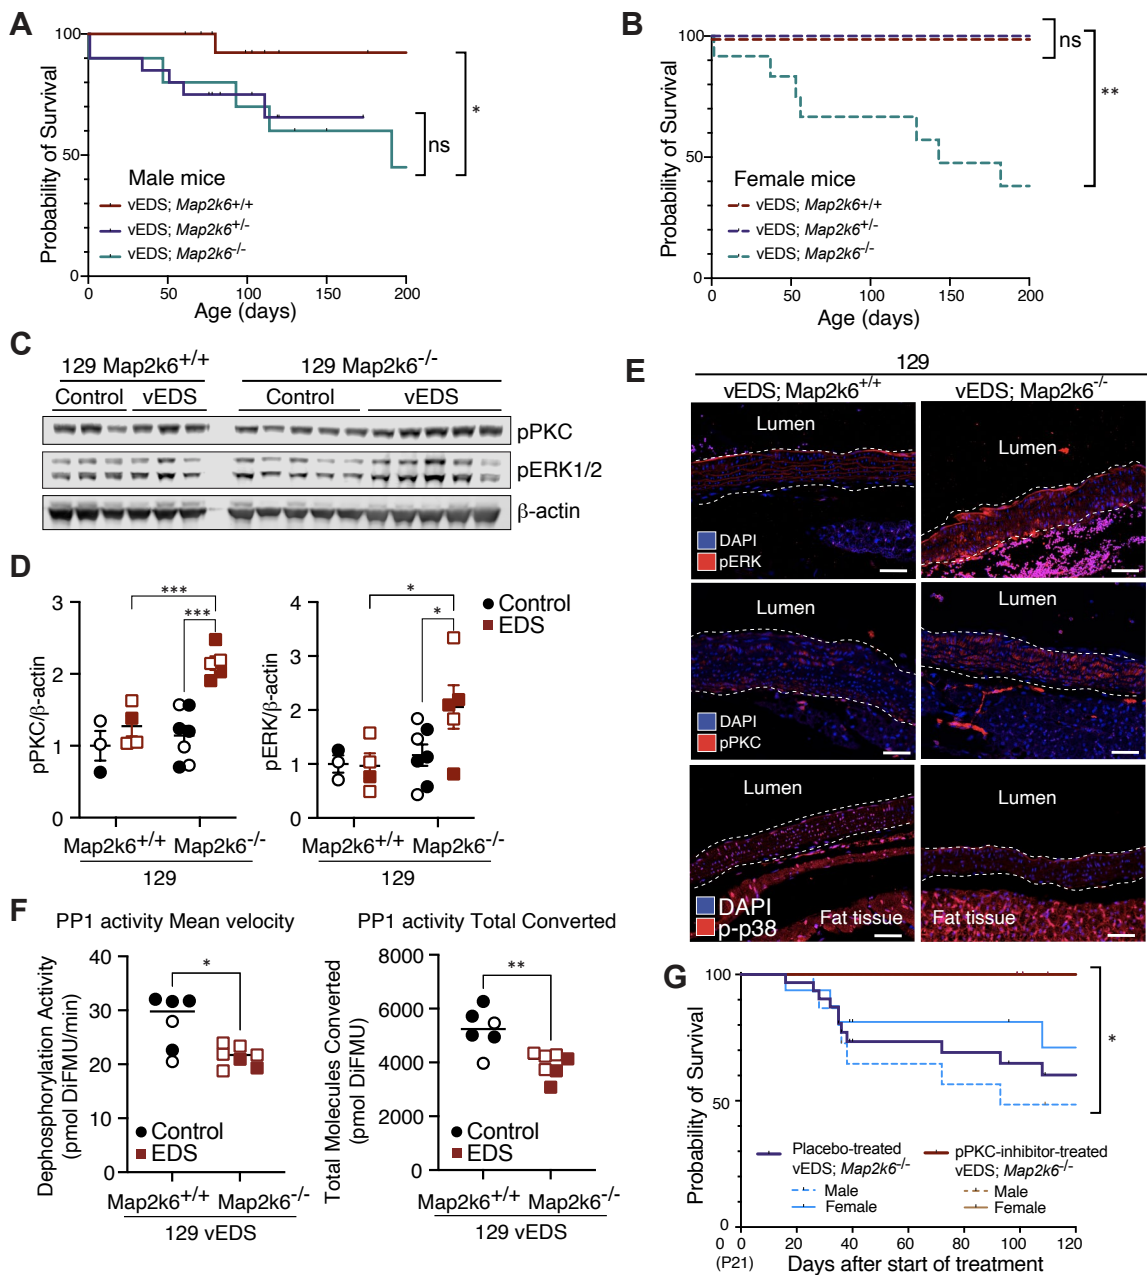 A
Probability of Survival
100
50
0
0 50 100 150 200
Age (days)
Male mice
vEDS; Map2k6+/+
vEDS; Map2k6+/-
vEDS; Map2k6-/-
ns
*
B
Probability of Survival
100
50
0
0 50 100 150 200
Age (days)
Female mice
vEDS; Map2k6+/+
vEDS; Map2k6+/-
vEDS; Map2k6-/-
ns
**
C
129 Map2k6+/+ 129 Map2k6-/-
Control vEDS Control vEDS
pPKC
pERK1/2
β-actin
D
pPKC/β-actin
3
2
1
0
***
***
Map2k6+/+ Map2k6-/-
129
pERK/β-actin
4
3
2
1
0
*
*
Map2k6+/+ Map2k6-/-
129
Control
EDS
E
129
vEDS; Map2k6+/+ vEDS; Map2k6-/-
Lumen
DAPI
pERK
Lumen
Lumen
DAPI
pPKC
Lumen
Lumen
DAPI
p-p38
Fat tissue
Lumen
Fat tissue
F
PP1 activity Mean velocity
Dephosphorylation Activity
(pmol DiFMU/min)
40
30
20
10
0
*
Control
EDS
Map2k6+/+ Map2k6-/-
129 vEDS
PP1 activity Total Converted
Total Molecules Converted
(pmol DiFMU)
8000
6000
4000
2000
0
**
Control
EDS
Map2k6+/+ Map2k6-/-
129 vEDS
G
Probability of Survival
100
50
0
*
Placebo-treated
vEDS; Map2k6-/-
Male
Female
pPKC-inhibitor-treated
vEDS; Map2k6-/-
Male
Female
0 0 20 40 60 80 100 120
(P21)
Days after start of treatment